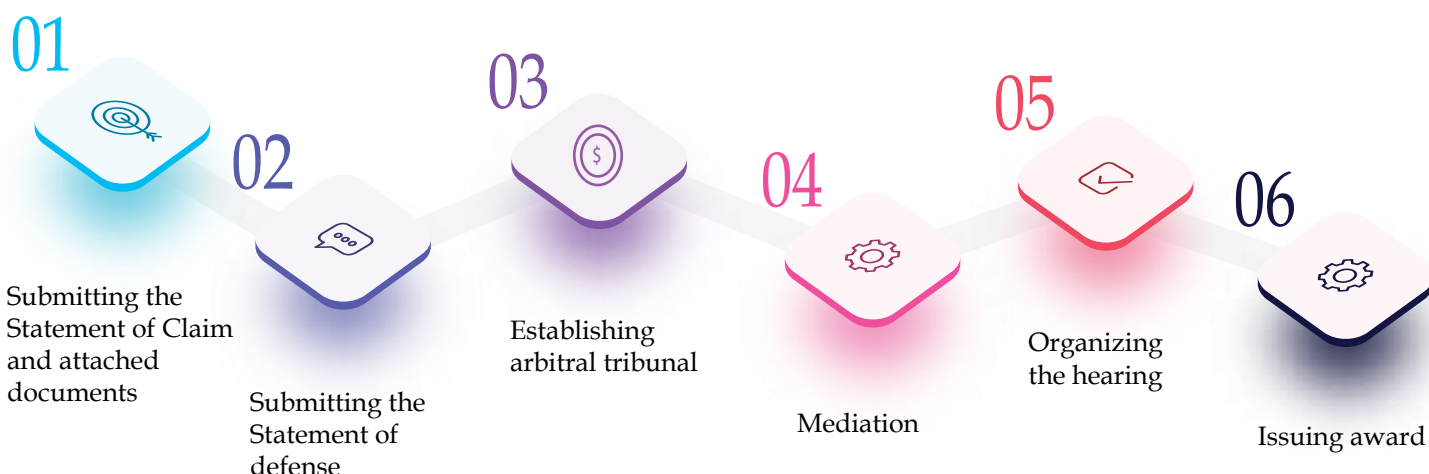 01
Submitting the
Statement of Claim
and attached
documents
02
Submitting the
Statement of
defense
03
$
Establishing
arbitral tribunal
04
Mediation
05
Organizing
the hearing
06
Issuing award